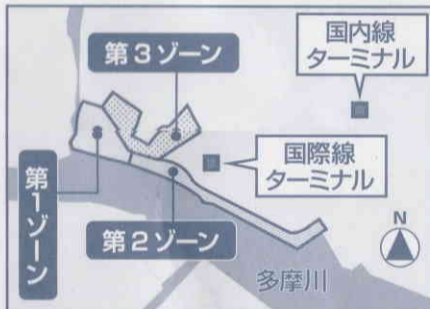 国内線
ターミナル
第3ゾーン
国際線
ターミナル
第1ゾーン
第2ゾーン
N
多摩川